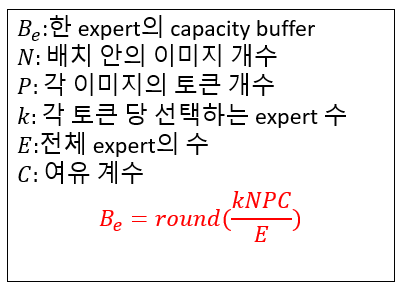 B_e:한 expert의 capacity buffer
N: 배치 안의 이미지 개수
P: 각 이미지의 토큰 개수
k: 각 토큰 당 선택하는 expert 수
E:전체 expert의 수
C: 여유 계수
B_e = round(\frac{kNPC}{E})